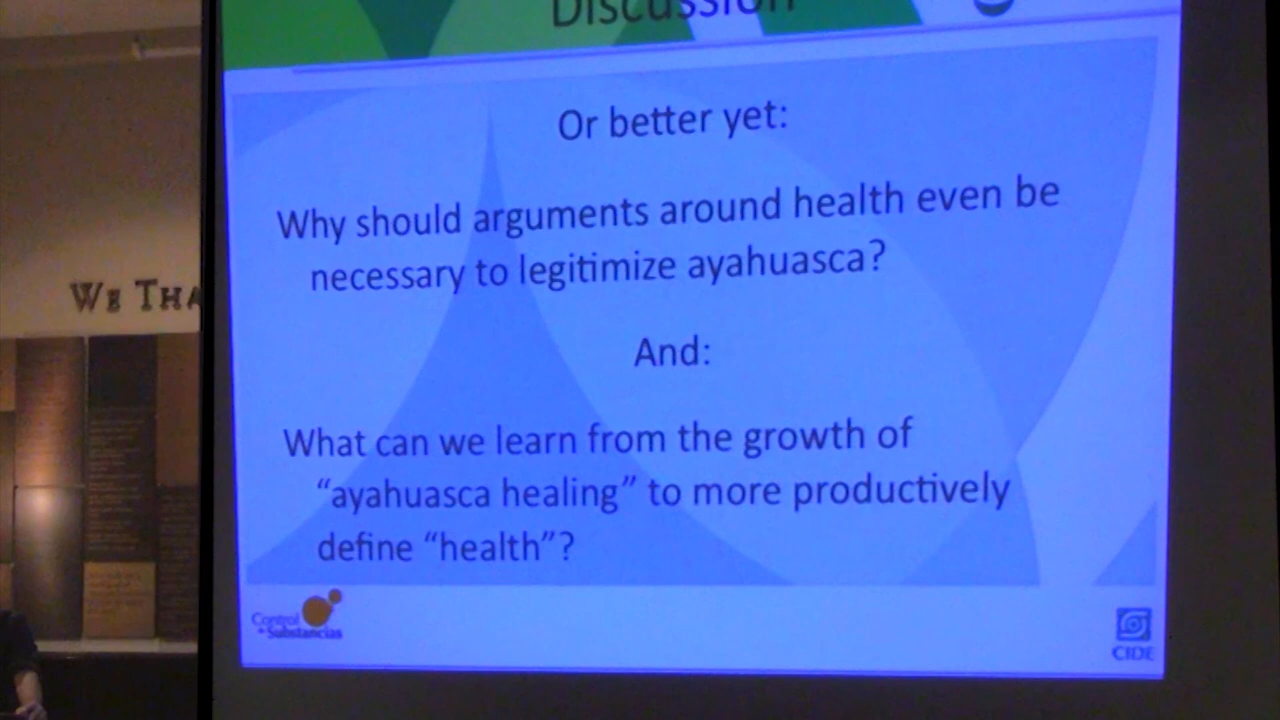 Discussion
Or better yet:
Why should arguments around health even be
necessary to legitimize ayahuasca?
And:
What can we learn from the growth of
“ayahuasca healing” to more productively
define “health”?
Control
de Substancias
CIDE
WE THA